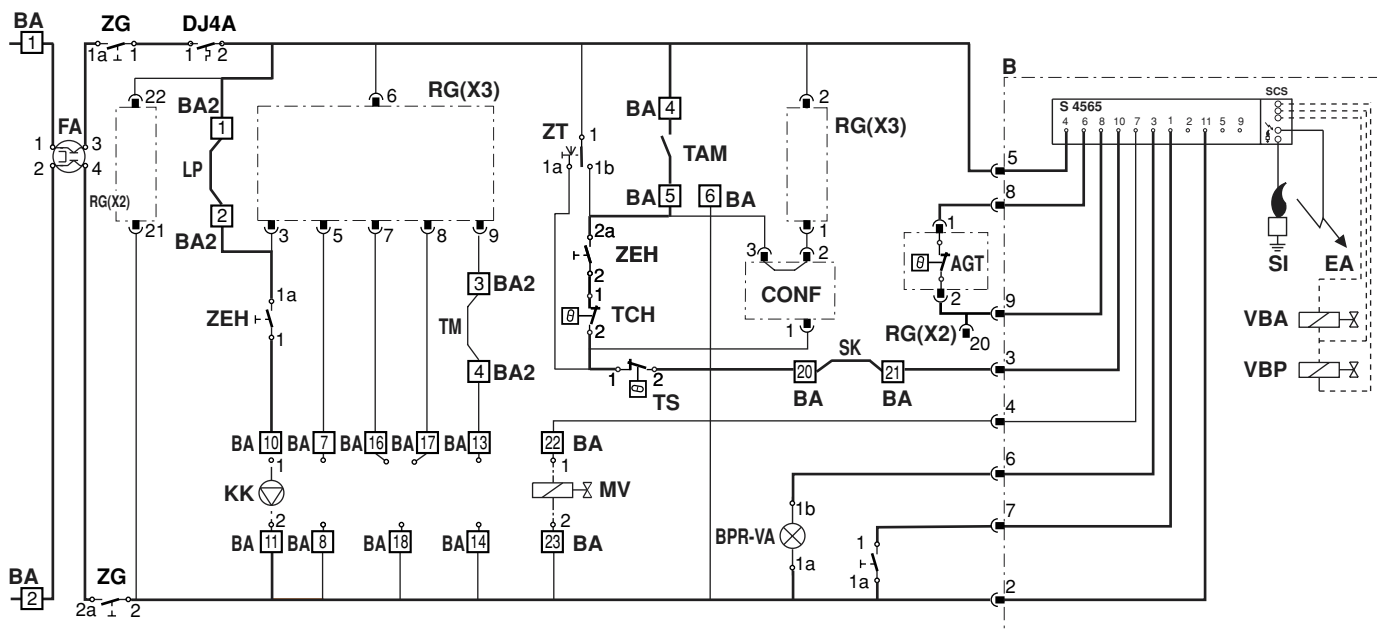 BA ZG DJ4A
1 1a 1 1 2
B
SCS
22 6 RG(X3) 2 S 4565
BA2 BA 4 4 6 8 10 7 3 1 2 11 5 9
FA 1 ZT 1 RG(X3)
1 3 TAM
2 4 LP 1a 1b 5
RG(X2) 2 BA 5 6 BA 8
21 BA2 3 5 7 8 9 2a 3 1 2 1
ZEH AGT SI EA
3 BA2 2 CONF 2
1a 1 θ TCH 9
ZEH TM 2 1 RG(X2) 20 VBA
1 SK
4 BA2 1 2 20 21 3 VBP
TS BA BA
4
BA 10 BA 7 BA 16 BA 17 BA 13 22 BA
1 1 6
KK MV 1b 7
2 2 BPR-VA 1
BA 11 BA 8 BA 18 BA 14 23 BA
1a 1a
BA ZG
2 2a 2 2